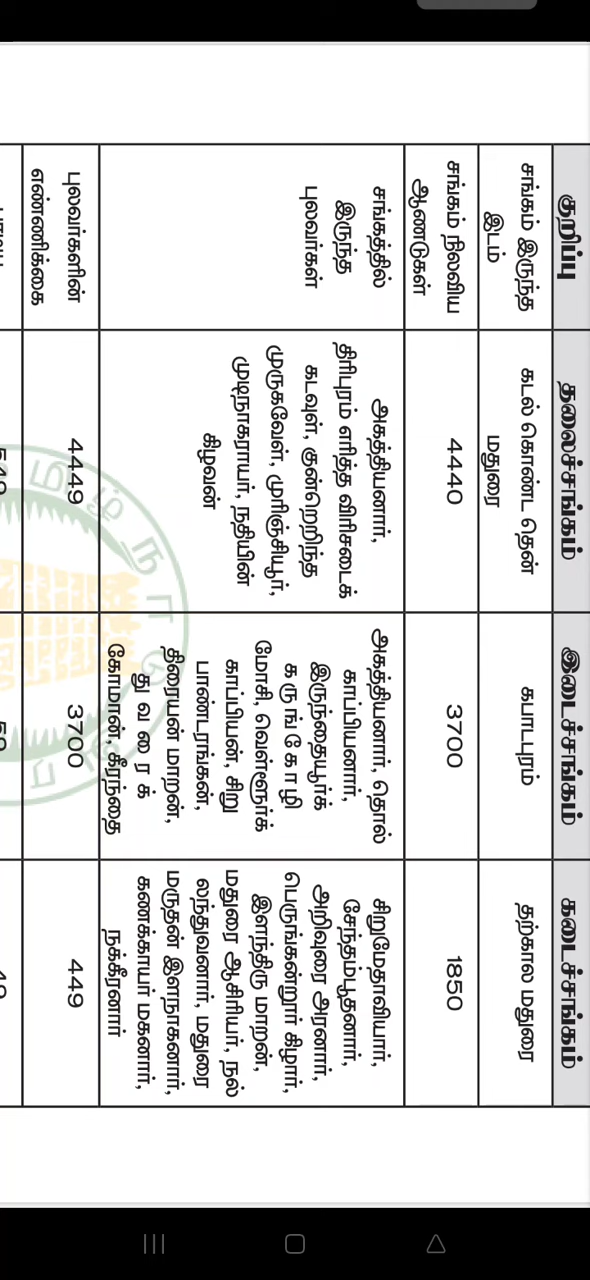 குறிப்பு
தலைச்சங்கம்
இடைச்சங்கம்
கடைச்சங்கம்
சங்கம் இருந்த
இடம்
கடல் கொண்ட தென்
மதுரை
கபாடபுரம்
தற்கால மதுரை
சங்கம் நிலவிய
ஆண்டுகள்
4440
3700
1850
சங்கத்தில்
இருந்த
புலவர்கள்
அகத்தியனார்,
திரிபுரம் எரித்த விரிசடைக்
கடவுள், குன்றெறிந்த
முருகவேள், முரிஞ்சியூர்,
முடிநாகராயர், நதியின்
கிழவன்
அகத்தியனார், தொல்
காப்பியனார்,
இருந்தையூர்க்
க ரு ங் கோ ழி
மோசி, வெள்ளூர்க்
காப்பியன், சிறு
பாண்டரங்கன்,
திரையன் மாறன்,
து வ ரை க்
கோமான், கீரந்தை
சிறுமேதாவியார்,
சேந்தம்பூதனார்,
அறிவுரை அரனார்,
பெருங்கன்றூர் கிழார்,
இளந்திரு மாறன்,
மதுரை ஆசிரியர், நல்
லந்துவனார், மதுரை
மருதன் இளநாகனார்,
கணக்காயர் மகனார்,
நக்கீரனார்
புலவர்களின்
எண்ணிக்கை
4449
3700
449